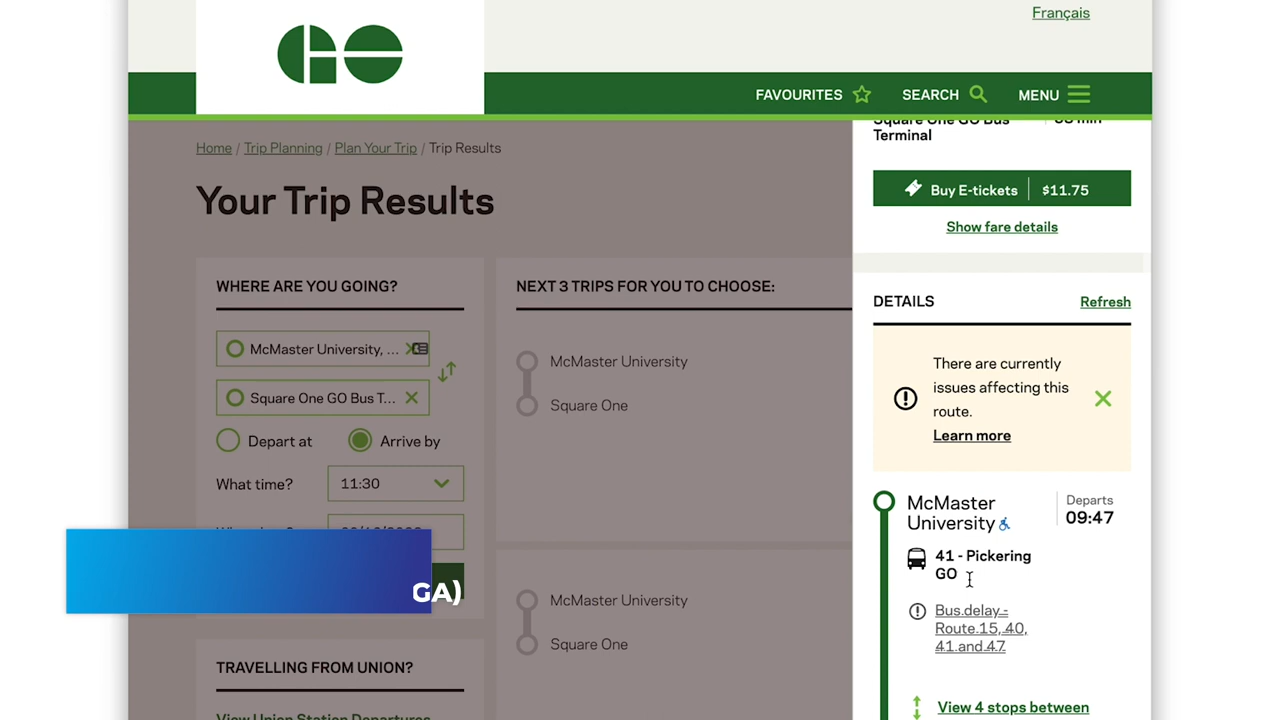 Français
GO
FAVOURITES
SEARCH
MENU
Home / Trip Planning / Plan Your Trip / Trip Results
Your Trip Results
WHERE ARE YOU GOING?
McMaster University, ...
Square One GO Bus T...
Depart at
Arrive by
What time?
11:30
GA)
TRAVELLING FROM UNION?
View Union Station Departures
NEXT 3 TRIPS FOR YOU TO CHOOSE:
McMaster University
Square One
McMaster University
Square One
Square One GO Bus
Terminal
Buy E-tickets
$11.75
Show fare details
DETAILS
Refresh
There are currently
issues affecting this
route.
Learn more
McMaster
University
Departs
09:47
41 - Pickering
GO
Bus delay -
Route 15, 40,
41 and 47
View 4 stops between